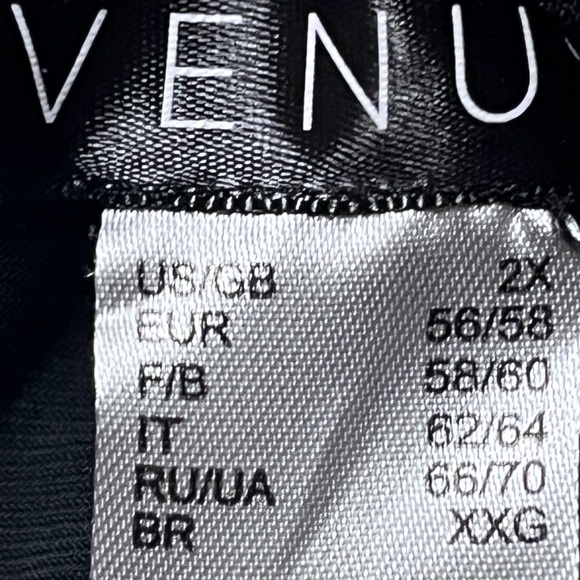 VENU
US/GB 2X
EUR 56/58
F/B 58/60
IT 62/64
RU/UA 66/70
BR XXG